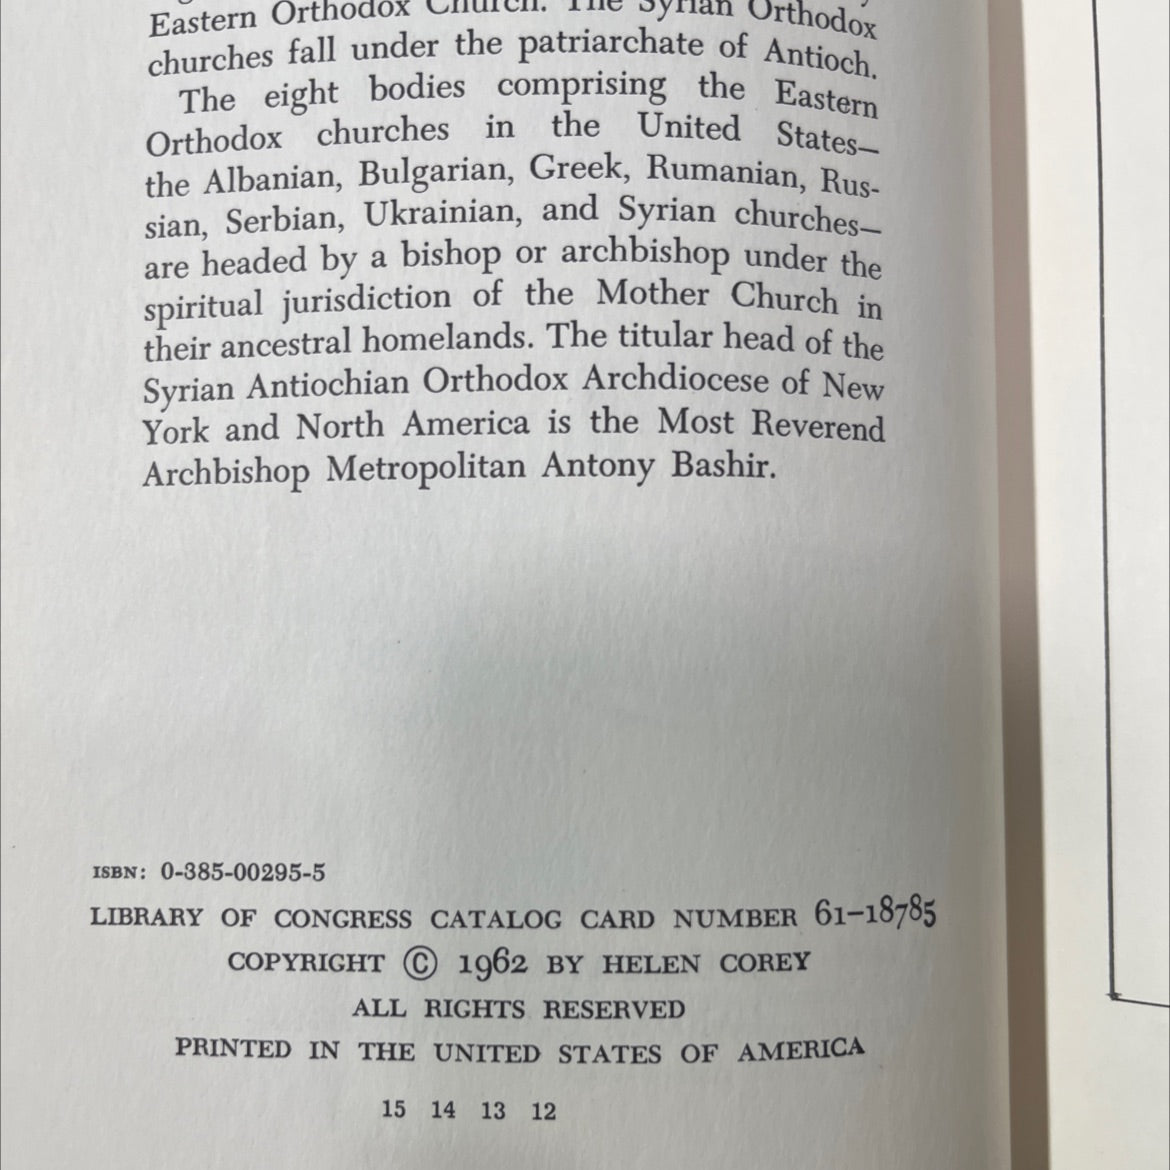 Eastern Orthodox Church. The Syrian Orthodox
churches fall under the patriarchate of Antioch.
The eight bodies comprising the Eastern
Orthodox churches in the United States—
the Albanian, Bulgarian, Greek, Rumanian, Rus-
sian, Serbian, Ukrainian, and Syrian churches—
are headed by a bishop or archbishop under the
spiritual jurisdiction of the Mother Church in
their ancestral homelands. The titular head of the
Syrian Antiochian Orthodox Archdiocese of New
York and North America is the Most Reverend
Archbishop Metropolitan Antony Bashir.
ISBN: 0-385-00295-5
LIBRARY OF CONGRESS CATALOG CARD NUMBER 61–18785
COPYRIGHT © 1962 BY HELEN COREY
ALL RIGHTS RESERVED
PRINTED IN THE UNITED STATES OF AMERICA
15 14 13 12